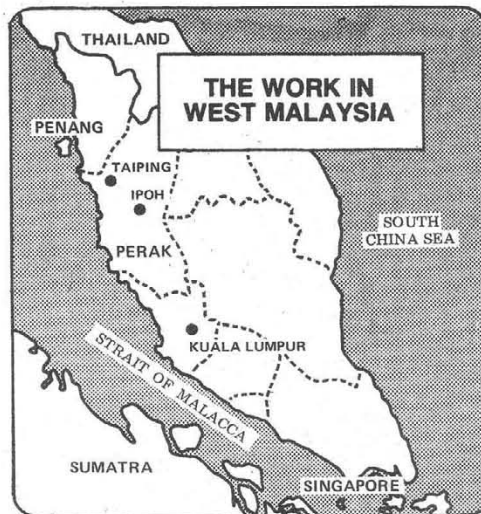 THAILAND
THE WORK IN
WEST MALAYSIA
PENANG
TAIPING
IPOH
PERAK
SOUTH
CHINA SEA
KUALA LUMPUR
STRAIT OF MALACCA
SUMATRA
SINGAPORE